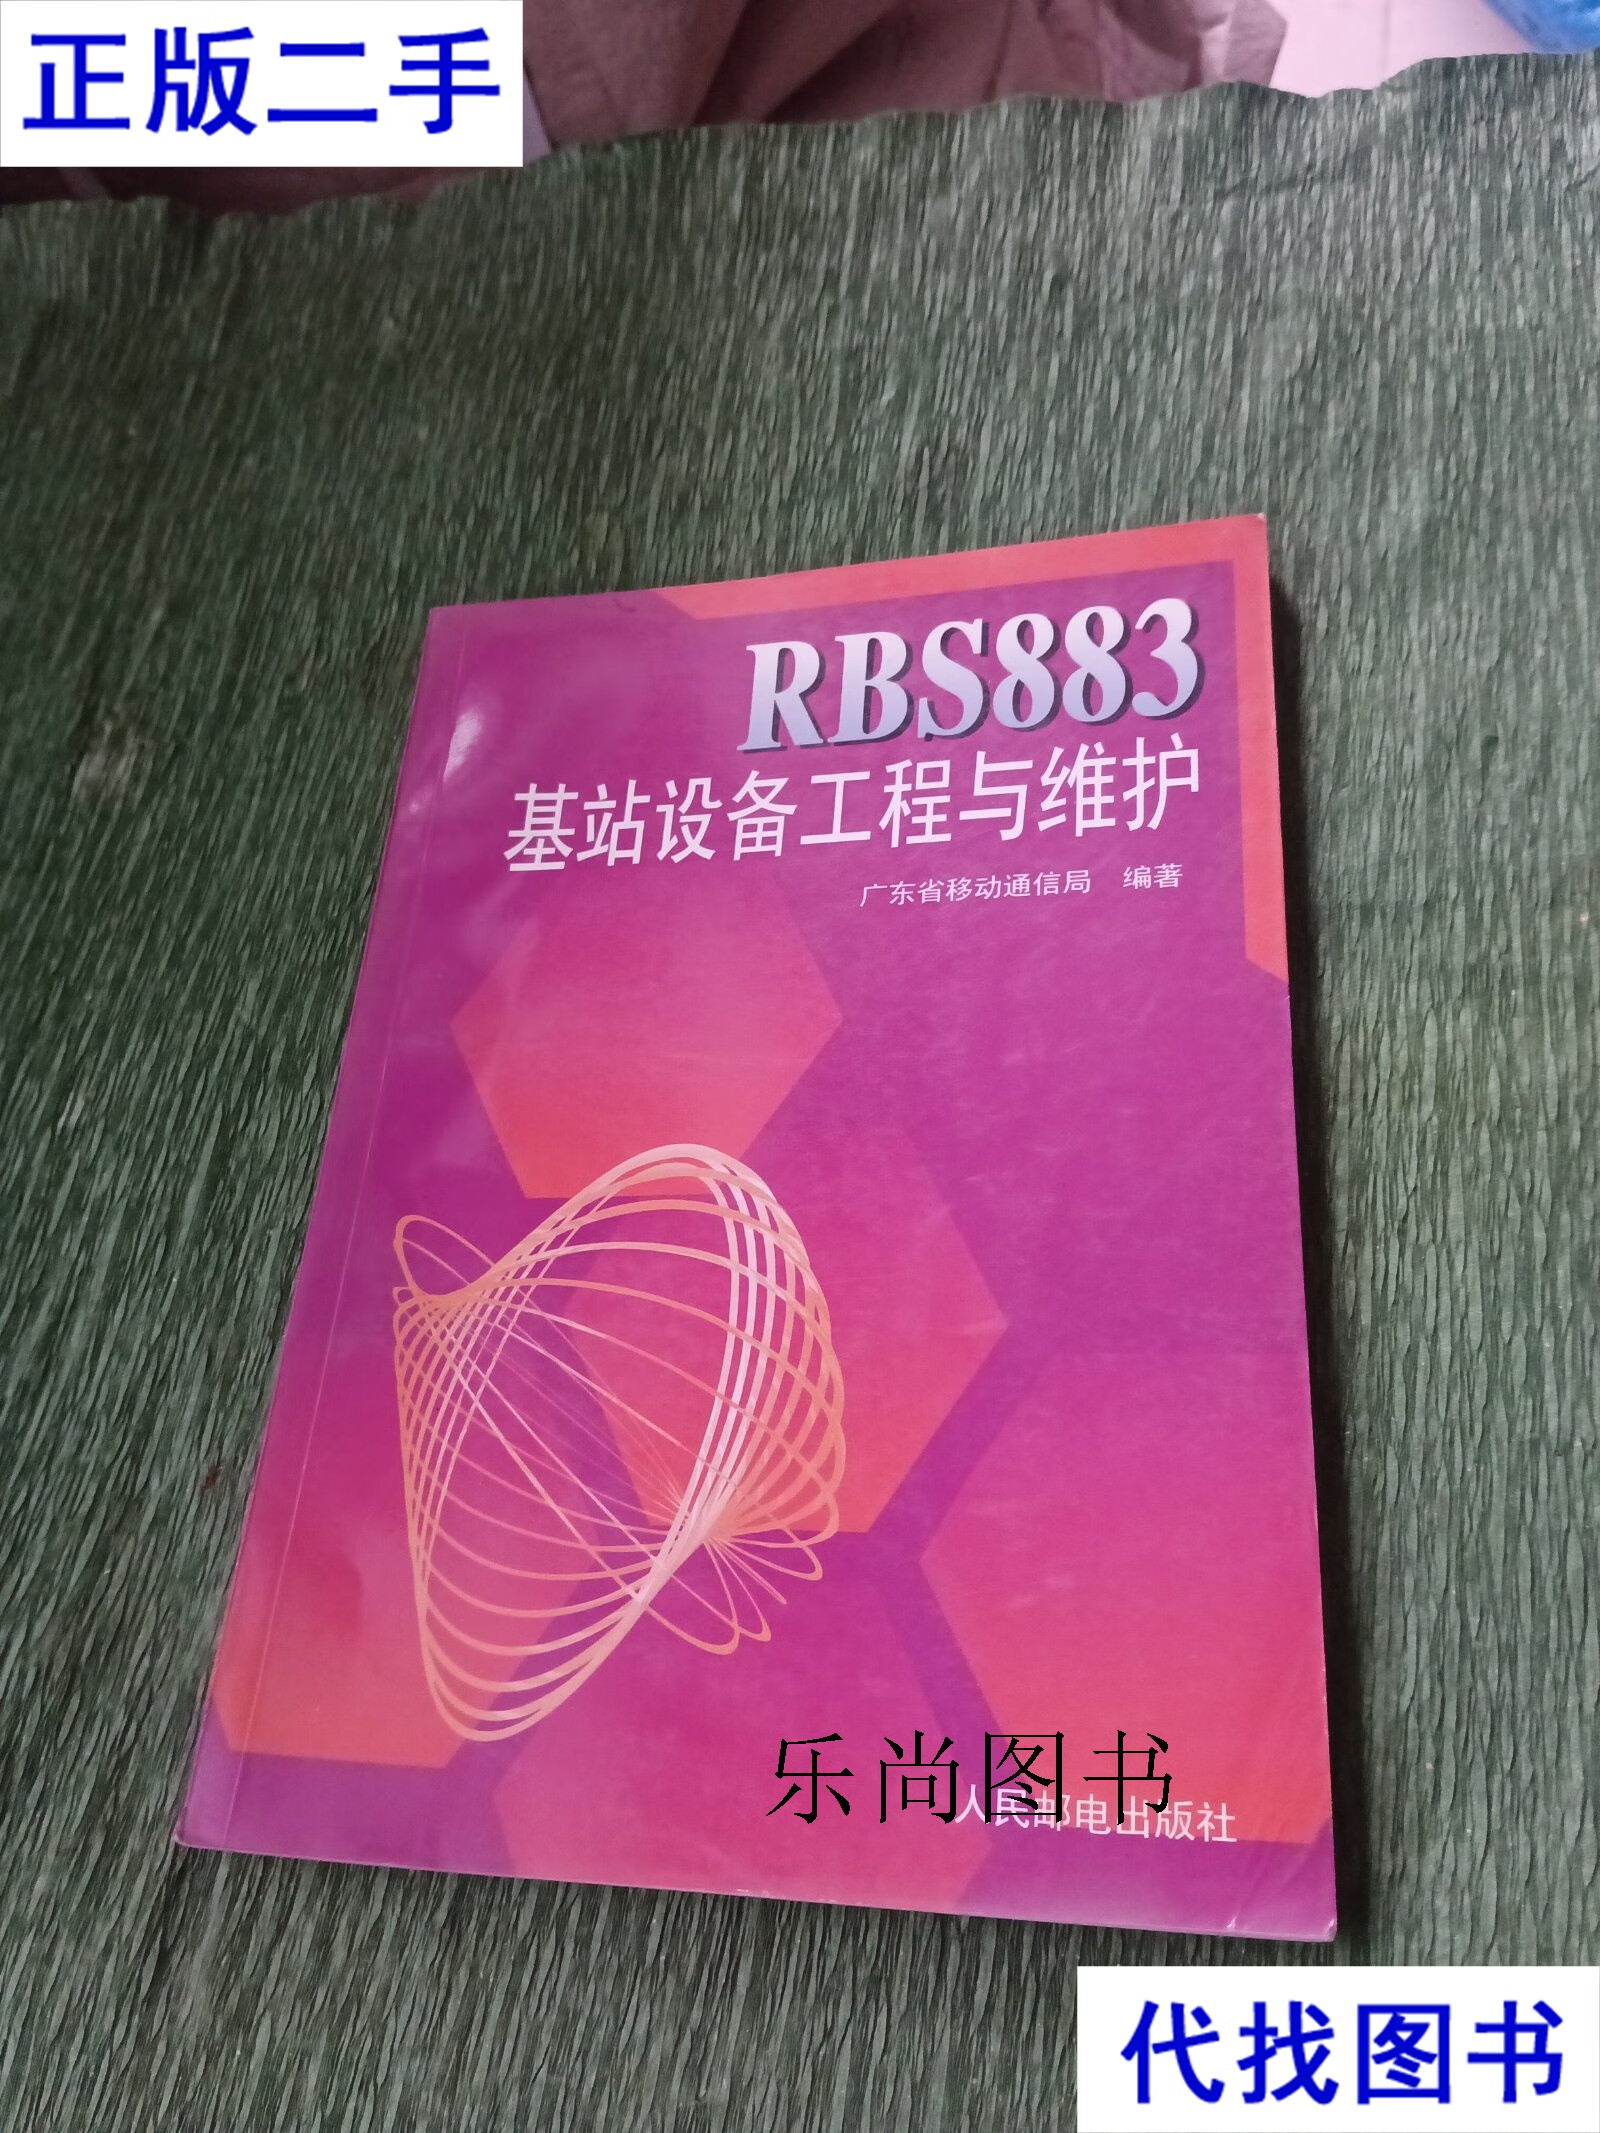 正版二手
RBS883
基站设备工程与维护
广东省移动通信局 编著
乐尚图书
人民邮电出版社
代找图书